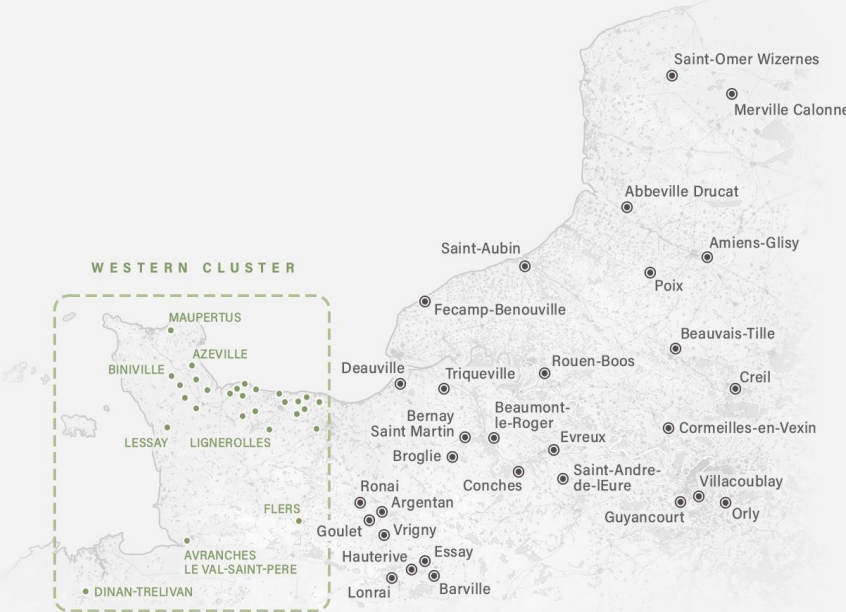 Saint-Omer Wizernes
Merville Calonne
Abbeville Drucat
Saint-Aubin
Amiens-Glisy
WESTERN CLUSTER
Poix
Fecamp-Benouville
MAUPERTUS
Beauvais-Tille
AZEVILLE
BINIVILLE
Deauville
Triqueville
Rouen-Boos
Creil
Bernay
Saint Martin
Beaumont-
le-Roger
Cormeilles-en-Vexin
LESSAY
LIGNEROLLES
Evreux
Broglie
Conches
Saint-Andre-
de-lEure
Villacoublay
Ronai
Argentan
FLERS
Guyancourt
Orly
Goulet
Vrigny
AVRANCHES
LE VAL-SAINT-PERE
Hauterive
Essay
DINAN-TRELIVAN
Lonrai
Barville